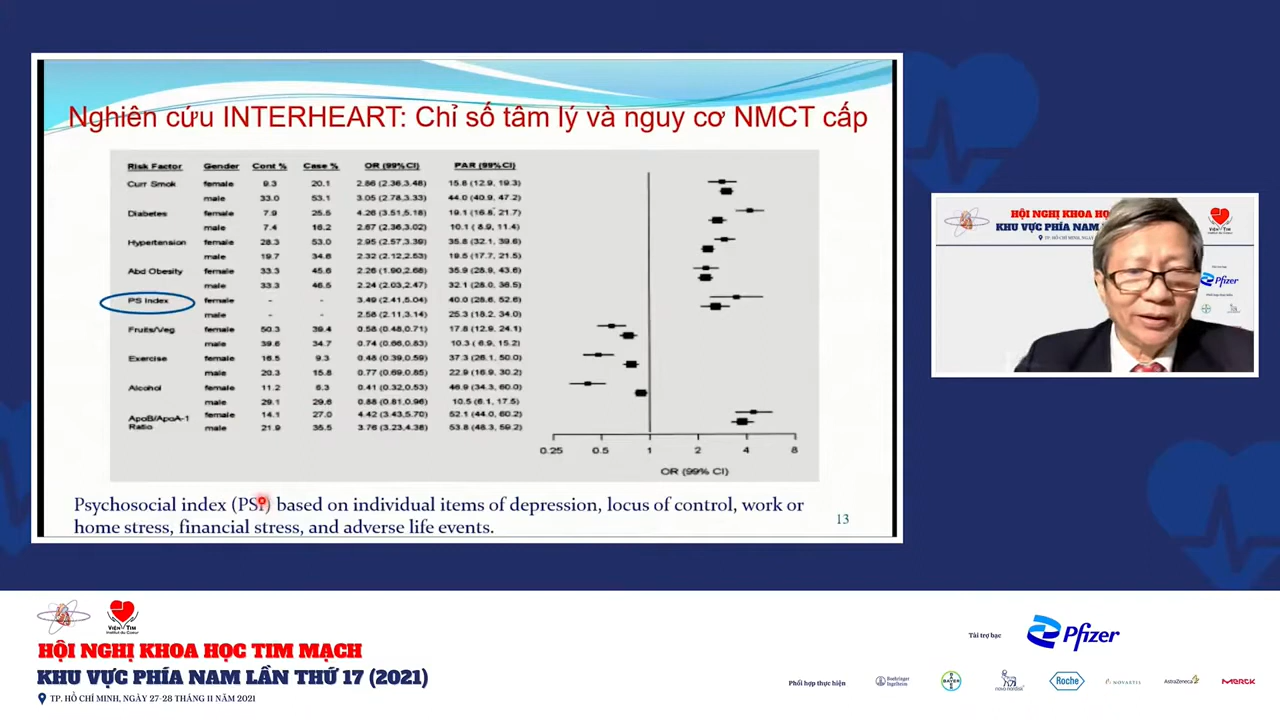 Nghiên cứu INTERHEART: Chỉ số tâm lý và nguy cơ NMCT cấp
Risk Factor Gender Cont % Case % OR (99% CI) PAR (99% CI)
Curr Smok female 9.3 20.1 2.86 (2.36,3.48) 15.8 (12.9, 19.3)
male 33.0 53.1 3.05 (2.78,3.33) 44.0 (40.9, 47.2)
Diabetes female 7.9 25.5 4.26 (3.51,5.18) 19.1 (16.8, 21.7)
male 7.4 16.2 2.67 (2.36,3.02) 10.1 ( 8.9, 11.4)
Hypertension female 28.3 53.0 2.95 (2.57,3.39) 35.8 (32.1, 39.6)
male 19.7 34.6 2.32 (2.12,2.53) 19.5 (17.7, 21.5)
Abd Obesity female 33.3 45.6 2.26 (1.90,2.68) 35.9 (28.9, 43.6)
male 33.3 46.5 2.24 (2.03,2.47) 32.1 (28.0, 36.5)
PS Index female - - 3.49 (2.41,5.04) 40.0 (28.6, 52.6)
male - - 2.58 (2.11,3.14) 25.3 (18.2, 34.0)
Fruits/Veg female 50.3 39.4 0.58 (0.48,0.71) 17.8 (12.9, 24.1)
male 39.6 34.7 0.74 (0.66,0.83) 10.3 ( 6.9, 15.2)
Exercise female 16.5 9.3 0.48 (0.39,0.59) 37.3 (26.1, 50.0)
male 20.3 15.8 0.77 (0.69,0.85) 22.9 (16.9, 30.2)
Alcohol female 11.2 6.3 0.41 (0.32,0.53) 46.9 (34.3, 60.0)
male 29.1 29.6 0.88 (0.81,0.96) 10.5 (6.1, 17.5)
ApoB/ApoA-1 Ratio female 14.1 27.0 4.42 (3.43,5.70) 52.1 (44.0, 60.2)
male 21.9 35.5 3.76 (3.23,4.38) 53.8 (48.3, 59.2)
0.25 0.5 1 2 4 8
OR (99% CI)
Psychosocial index (PSI) based on individual items of depression, locus of control, work or
home stress, financial stress, and adverse life events.
13
HỘI NGHỊ KHOA HỌ
KHU VỰC PHÍA NAM L
Pfizer
VIỆN TIM
Institut du Coeur
HỘI NGHỊ KHOA HỌC TIM MẠCH
KHU VỰC PHÍA NAM LẦN THỨ 17 (2021)
TP. HỒ CHÍ MINH, NGÀY 27-28 THÁNG 11 NĂM 2021
Tài trợ bạc
Pfizer
Phối hợp thực hiện
Boehringer Ingelheim
BAYER
novo nordisk
Roche
NOVARTIS
AstraZeneca
MERCK